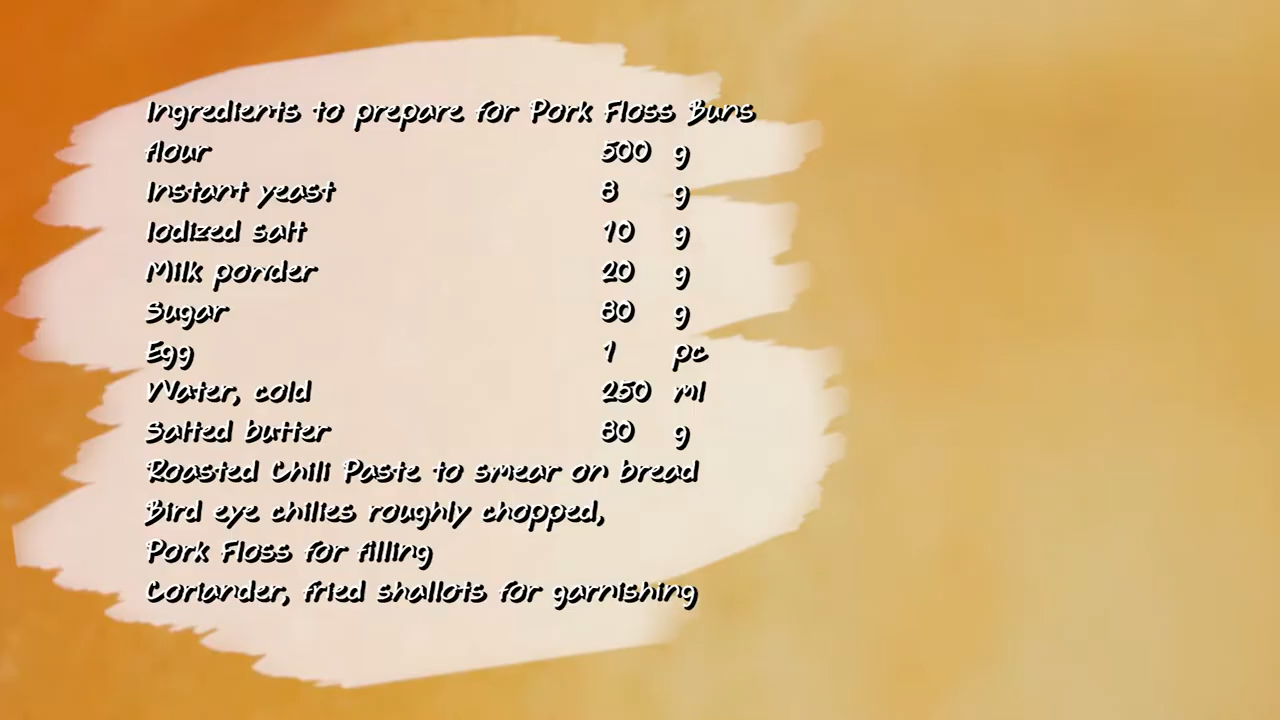 Ingredients to prepare for Pork Floss Buns
flour 500 g
Instant yeast 8 g
Iodized salt 10 g
Milk powder 20 g
Sugar 80 g
Egg 1 pc
Water, cold 250 ml
Salted butter 80 g
Roasted Chili Paste to smear on bread
Bird eye chilies roughly chopped,
Pork Floss for filling
Coriander, fried shallots for garnishing